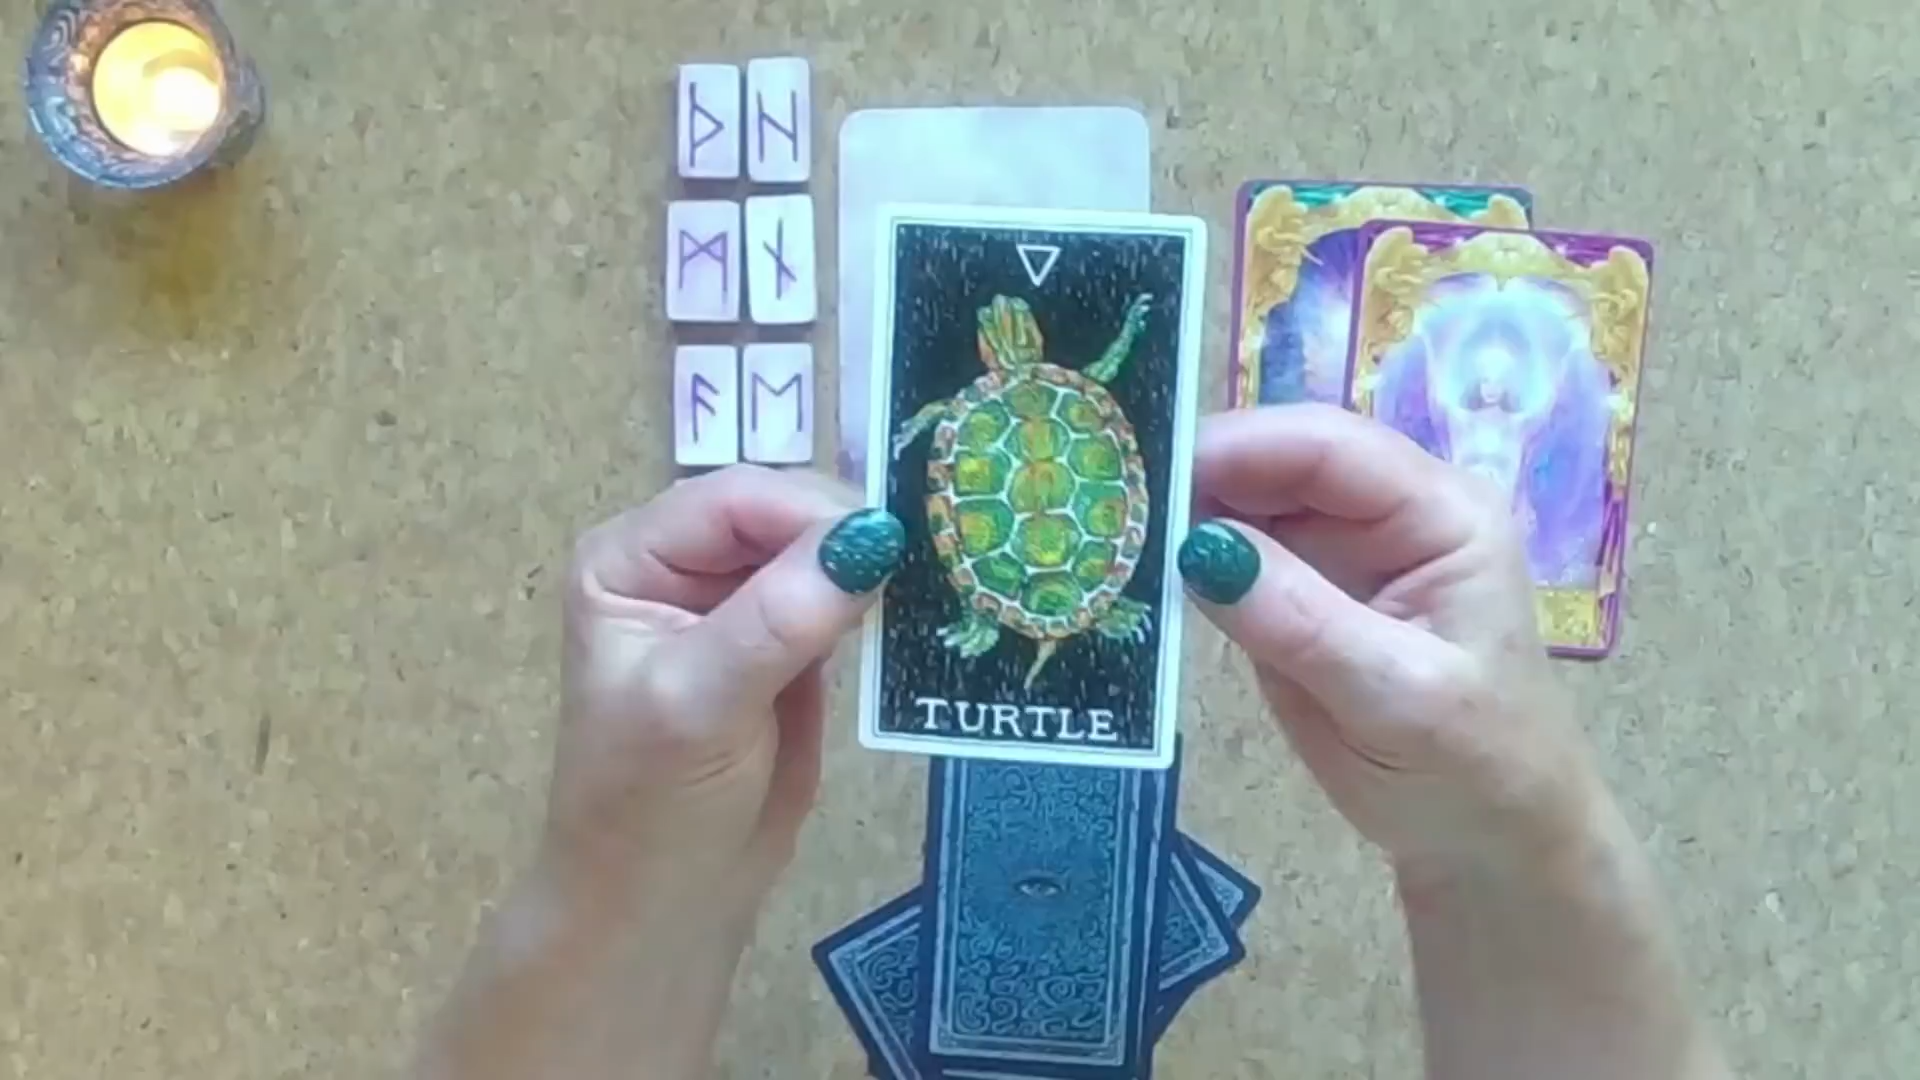 ᚦ ᚺ
ᛗ ᚾ
ᚨ ᛈ
TURTLE